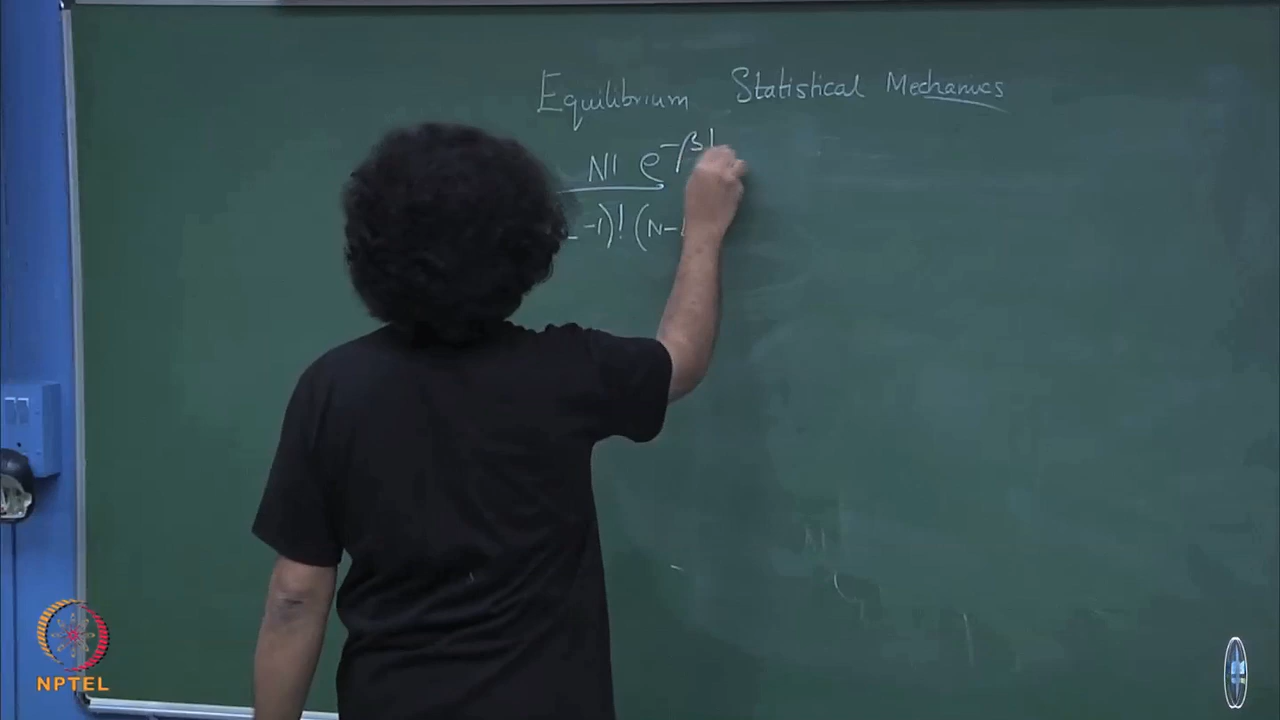 Equilibrium Statistical Mechanics
N! e^{-β
-1)! (N-
N!
NPTEL